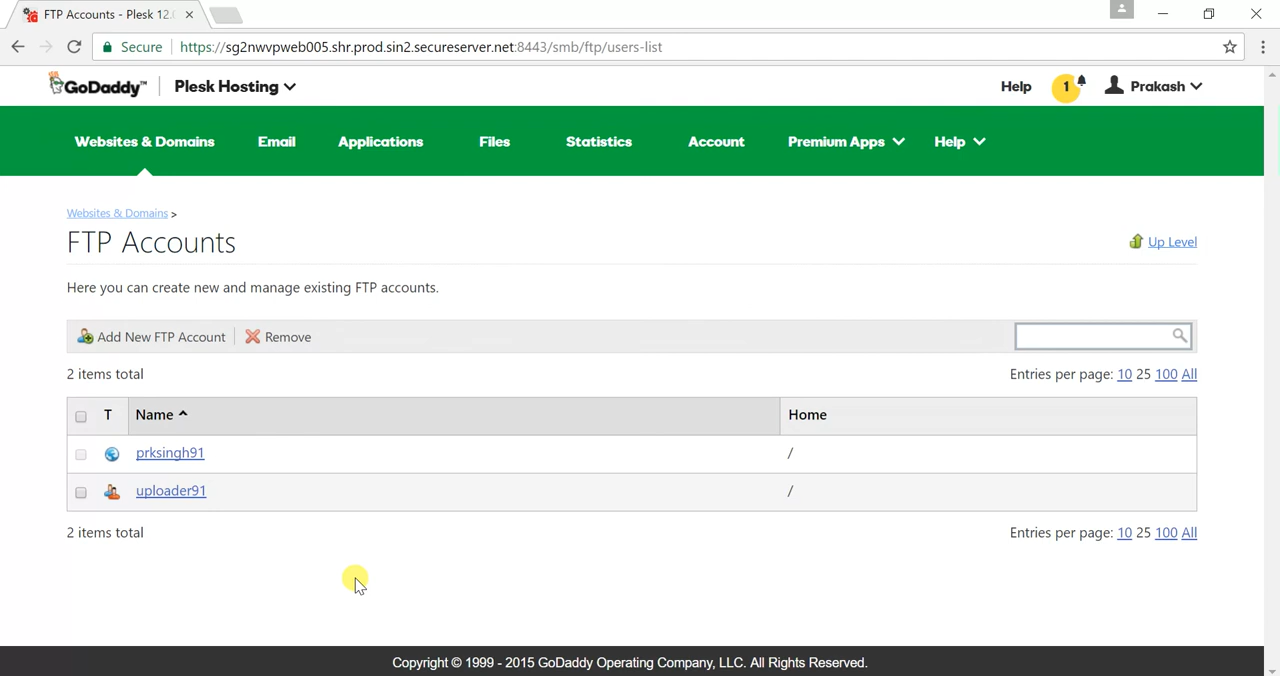 FTP Accounts - Plesk 12.
Secure https://sg2nwvpweb005.shr.prod.sin2.secureserver.net:8443/smb/ftp/users-list
GoDaddy™ Plesk Hosting Help 1 Prakash
Websites & Domains Email Applications Files Statistics Account Premium Apps Help
Websites & Domains >
FTP Accounts Up Level
Here you can create new and manage existing FTP accounts.
Add New FTP Account Remove
2 items total Entries per page: 10 25 100 All
T Name Home
prksingh91 /
uploader91 /
2 items total Entries per page: 10 25 100 All
Copyright © 1999 - 2015 GoDaddy Operating Company, LLC. All Rights Reserved.